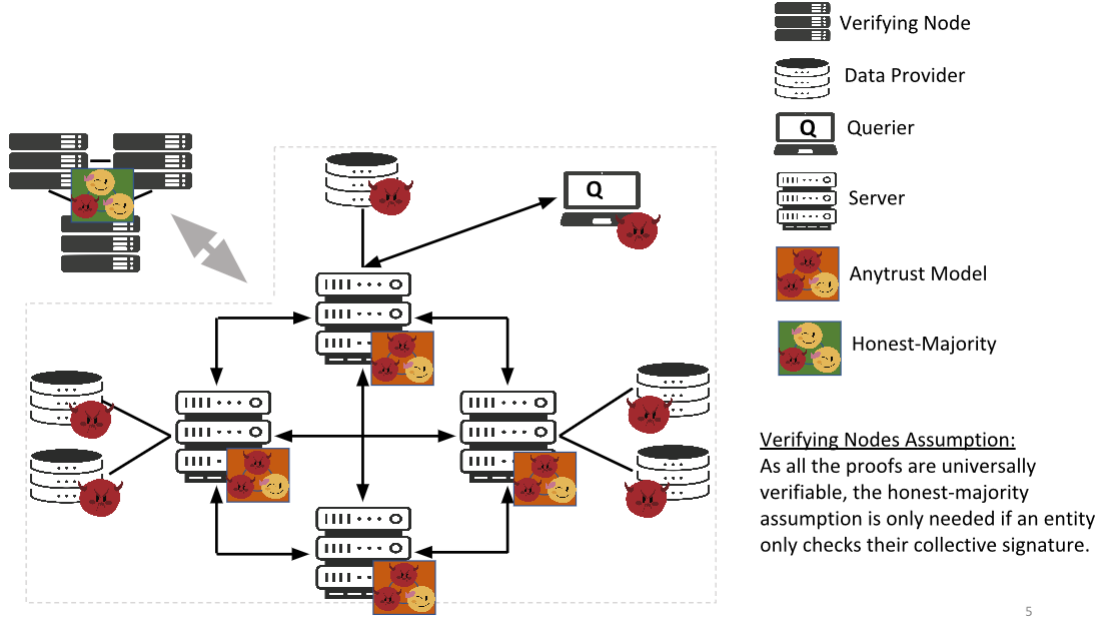 Verifying Node
Data Provider
Q
Querier
Server
Anytrust Model
Honest-Majority
Q
Verifying Nodes Assumption:
As all the proofs are universally
verifiable, the honest-majority
assumption is only needed if an entity
only checks their collective signature.
5